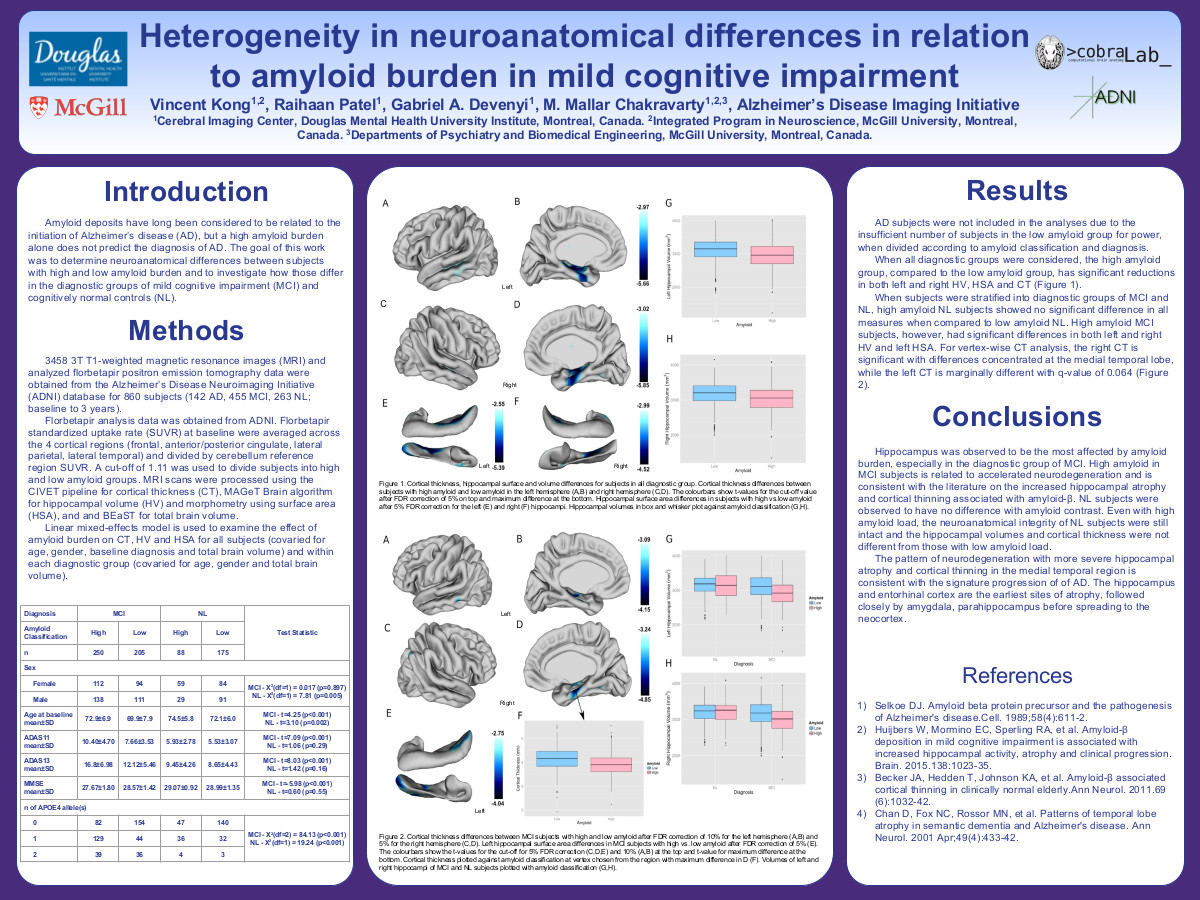 Heterogeneity in neuroanatomical differences in relation
to amyloid burden in mild cognitive impairment
Vincent Kong1,2, Raihaan Patel1, Gabriel A. Devenyi1, M. Mallar Chakravarty1,2,3, Alzheimer's Disease Imaging Initiative
1Cerebral Imaging Center, Douglas Mental Health University Institute, Montreal, Canada. 2Integrated Program in Neuroscience, McGill University, Montreal,
Canada. 3Departments of Psychiatry and Biomedical Engineering, McGill University, Montreal, Canada.
Douglas
McGill
>cobraLab_
ADNI
Introduction
Amyloid deposits have long been considered to be related to the
initiation of Alzheimer's disease (AD), but a high amyloid burden
alone does not predict the diagnosis of AD. The goal of this work
was to determine neuroanatomical differences between subjects
with high and low amyloid burden and to investigate how those differ
in the diagnostic groups of mild cognitive impairment (MCI) and
cognitively normal controls (NL).
Methods
3458 3T T1-weighted magnetic resonance images (MRI) and
analyzed florbetapir positron emission tomography data were
obtained from the Alzheimer's Disease Neuroimaging Initiative
(ADNI) database for 860 subjects (142 AD, 455 MCI, 263 NL;
baseline to 3 years).
Florbetapir analysis data was obtained from ADNI. Florbetapir
standardized uptake rate (SUVR) at baseline were averaged across
the 4 cortical regions (frontal, anterior/posterior cingulate, lateral
parietal, lateral temporal) and divided by cerebellum reference
region SUVR. A cut-off of 1.11 was used to divide subjects into high
and low amyloid groups. MRI scans were processed using the
CIVET pipeline for cortical thickness (CT), MAGeT Brain algorithm
for hippocampal volume (HV) and morphometry using surface area
(HSA), and and BEaST for total brain volume.
Linear mixed-effects model is used to examine the effect of
amyloid burden on CT, HV and HSA for all subjects (covaried for
age, gender, baseline diagnosis and total brain volume) and within
each diagnostic group (covaried for age, gender and total brain
volume).
Diagnosis MCI NL Test Statistic
Amyloid Classification High Low High Low
n 250 205 88 175
Sex
Female 112 94 59 84 MCI - X2(df=1) = 0.017 (p=0.897)
Male 138 111 29 91 NL - X2(df=1) = 7.81 (p=0.005)
Age at baseline mean±SD 72.9±6.9 69.9±7.9 74.5±5.8 72.1±6.0 MCI - t=4.25 (p<0.001) NL - t=3.10 (p=0.002)
ADAS11 mean±SD 10.40±4.70 7.66±3.53 5.93±2.78 5.53±3.07 MCI - t=7.09 (p<0.001) NL - t=1.06 (p=0.29)
ADAS13 mean±SD 16.8±6.98 12.12±5.46 9.45±4.26 8.65±4.43 MCI - t=8.03 (p<0.001) NL - t=1.42 (p=0.16)
MMSE mean±SD 27.67±1.80 28.57±1.42 29.07±0.92 28.99±1.35 MCI - t=-5.98 (p<0.001) NL - t=0.60 (p=0.55)
n of APOE4 allele(s)
0 82 154 47 140
1 129 44 36 32 MCI - X2(df=2) = 84.13 (p<0.001) NL - X2(df=1) = 19.24 (p<0.001)
2 39 36 4 3
A B G
-2.97
-5.66
Left
C D H
-3.02
-5.85
Right
E F
-2.55
-5.39
Left
-2.99
-4.52
Right
Left Hippocampal Volume (mm3)
Low High
Amyloid
Right Hippocampal Volume (mm3)
Low High
Amyloid
Figure 1. Cortical thickness, hippocampal surface and volume differences for subjects in all diagnostic group. Cortical thickness differences between
subjects with high amyloid and low amyloid in the left hemisphere (A,B) and right hemisphere (C,D). The colourbars show t-values for the cut-off value
after FDR correction of 5% on top and maximum difference at the bottom. Hippocampal surface area differences in subjects with high vs.low amyloid
after 5% FDR correction for the left (E) and right (F) hippocampi. Hippocampal volumes in box and whisker plot against amyloid classification (G,H).
A B G
-3.09
-4.15
Left
C D H
-3.24
-4.85
Right
E F
-2.75
-4.04
Left
Cortical Thickness (mm)
Low High
Amyloid
Left Hippocampal Volume (mm3)
NL MCI
Diagnosis
Amyloid
Low
High
Right Hippocampal Volume (mm3)
NL MCI
Diagnosis
Amyloid
Low
High
Figure 2. Cortical thickness differences between MCI subjects with high and low amyloid after FDR correction of 10% for the left hemisphere (A,B) and
5% for the right hemisphere (C,D). Left hippocampal surface area differences in MCI subjects with high vs. low amyloid after FDR correction of 5% (E).
The colourbars show the t-values for the cut-off for 5% FDR correction (C,D,E) and 10% (A,B) at the top and t-value for maximum difference at the
bottom. Cortical thickness plotted against amyloid classification at vertex chosen from the region with maximum difference in D (F). Volumes of left and
right hippocampi of MCI and NL subjects plotted with amyloid classification (G,H).
Results
AD subjects were not included in the analyses due to the
insufficient number of subjects in the low amyloid group for power,
when divided according to amyloid classification and diagnosis.
When all diagnostic groups were considered, the high amyloid
group, compared to the low amyloid group, has significant reductions
in both left and right HV, HSA and CT (Figure 1).
When subjects were stratified into diagnostic groups of MCI and
NL, high amyloid NL subjects showed no significant difference in all
measures when compared to low amyloid NL. High amyloid MCI
subjects, however, had significant differences in both left and right
HV and left HSA. For vertex-wise CT analysis, the right CT is
significant with differences concentrated at the medial temporal lobe,
while the left CT is marginally different with q-value of 0.064 (Figure
2).
Conclusions
Hippocampus was observed to be the most affected by amyloid
burden, especially in the diagnostic group of MCI. High amyloid in
MCI subjects is related to accelerated neurodegeneration and is
consistent with the literature on the increased hippocampal atrophy
and cortical thinning associated with amyloid-β. NL subjects were
observed to have no difference with amyloid contrast. Even with
high amyloid load, the neuroanatomical integrity of NL subjects were still
intact and the hippocampal volumes and cortical thickness were not
different from those with low amyloid load.
The pattern of neurodegeneration with more severe hippocampal
atrophy and cortical thinning in the medial temporal region is
consistent with the signature progression of of AD. The hippocampus
and entorhinal cortex are the earliest sites of atrophy, followed
closely by amygdala, parahippocampus before spreading to the
neocortex.
References
1) Selkoe DJ. Amyloid beta protein precursor and the pathogenesis
of Alzheimer's disease.Cell. 1989;58(4):611-2.
2) Huijbers W, Mormino EC, Sperling RA, et al. Amyloid-β
deposition in mild cognitive impairment is associated with
increased hippocampal activity, atrophy and clinical progression.
Brain. 2015.138:1023-35.
3) Becker JA, Hedden T, Johnson KA, et al. Amyloid-β associated
cortical thinning in clinically normal elderly.Ann Neurol. 2011.69
(6):1032-42.
4) Chan D, Fox NC, Rossor MN, et al. Patterns of temporal lobe
atrophy in semantic dementia and Alzheimer's disease. Ann
Neurol. 2001 Apr;49(4):433-42.